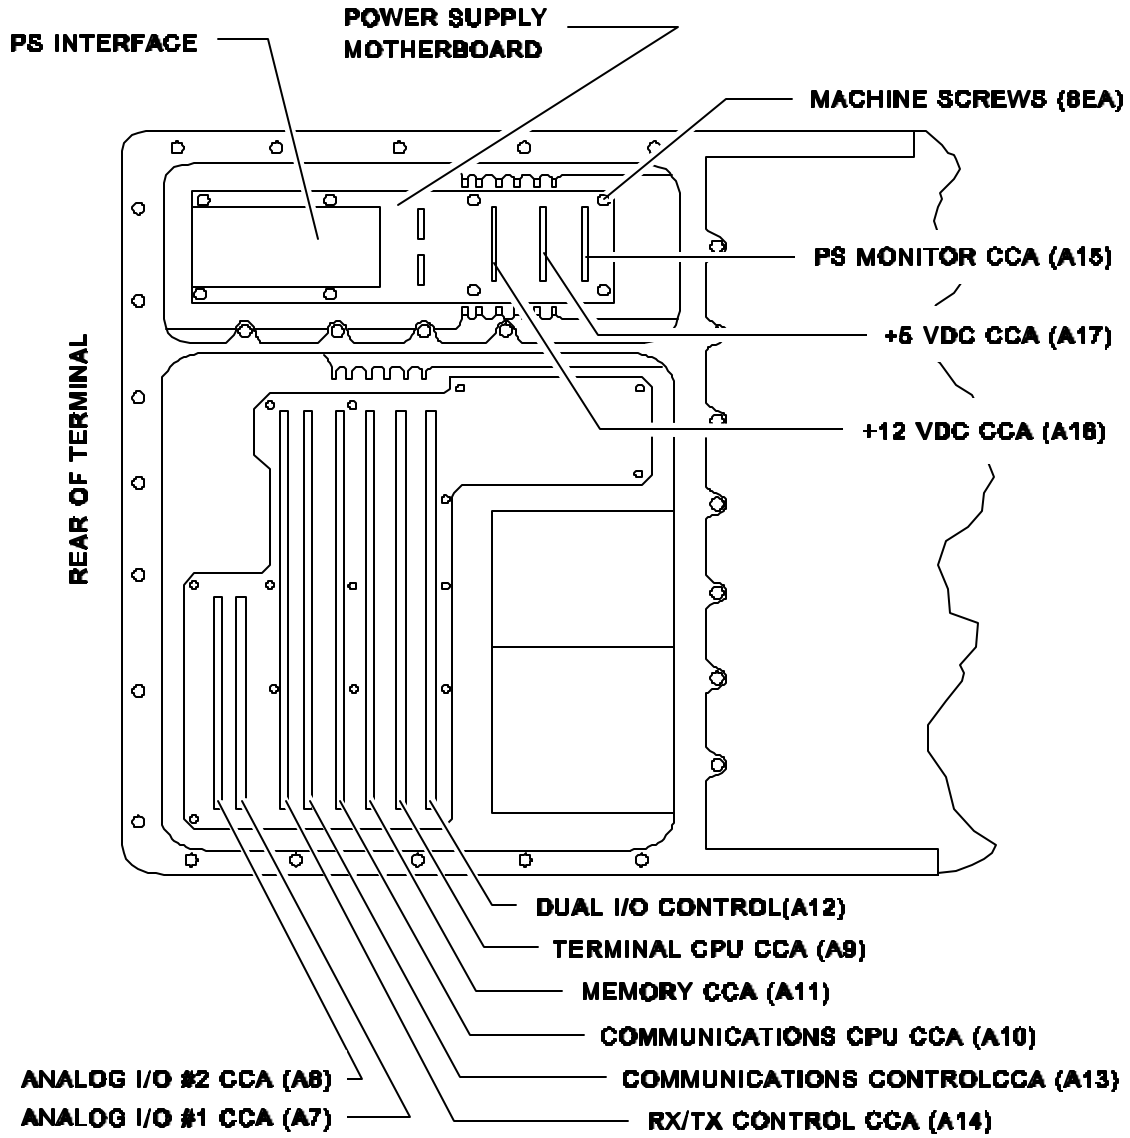 POWER SUPPLY
MOTHERBOARD
PS INTERFACE
MACHINE SCREWS (8EA)
PS MONITOR CCA (A15)
+5 VDC CCA (A17)
+12 VDC CCA (A16)
REAR OF TERMINAL
DUAL I/O CONTROL(A12)
TERMINAL CPU CCA (A9)
MEMORY CCA (A11)
COMMUNICATIONS CPU CCA (A10)
ANALOG I/O #2 CCA (A8)
COMMUNICATIONS CONTROLCCA (A13)
ANALOG I/O #1 CCA (A7)
RX/TX CONTROL CCA (A14)